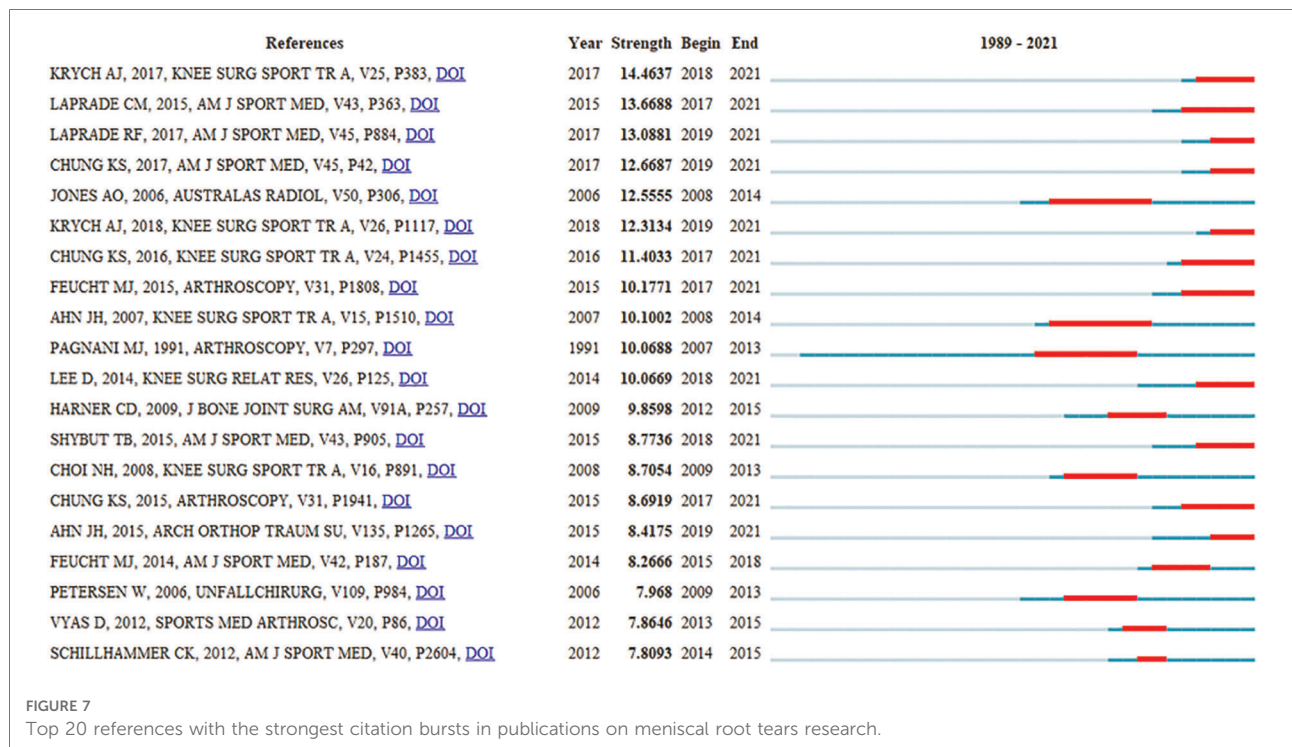 References Year Strength Begin End 1989 - 2021
KRYCH AJ, 2017, KNEE SURG SPORT TR A, V25, P383, DOI 2017 14.4637 2018 2021
LAPRADE CM, 2015, AM J SPORT MED, V43, P363, DOI 2015 13.6688 2017 2021
LAPRADE RF, 2017, AM J SPORT MED, V45, P884, DOI 2017 13.0881 2019 2021
CHUNG KS, 2017, AM J SPORT MED, V45, P42, DOI 2017 12.6687 2019 2021
JONES AO, 2006, AUSTRALAS RADIOL, V50, P306, DOI 2006 12.5555 2008 2014
KRYCH AJ, 2018, KNEE SURG SPORT TR A, V26, P1117, DOI 2018 12.3134 2019 2021
CHUNG KS, 2016, KNEE SURG SPORT TR A, V24, P1455, DOI 2016 11.4033 2017 2021
FEUCHT MJ, 2015, ARTHROSCOPY, V31, P1808, DOI 2015 10.1771 2017 2021
AHN JH, 2007, KNEE SURG SPORT TR A, V15, P1510, DOI 2007 10.1002 2008 2014
PAGNANI MJ, 1991, ARTHROSCOPY, V7, P297, DOI 1991 10.0688 2007 2013
LEE D, 2014, KNEE SURG RELAT RES, V26, P125, DOI 2014 10.0669 2018 2021
HARNER CD, 2009, J BONE JOINT SURG AM, V91A, P257, DOI 2009 9.8598 2012 2015
SHYBUT TB, 2015, AM J SPORT MED, V43, P905, DOI 2015 8.7736 2018 2021
CHOI NH, 2008, KNEE SURG SPORT TR A, V16, P891, DOI 2008 8.7054 2009 2013
CHUNG KS, 2015, ARTHROSCOPY, V31, P1941, DOI 2015 8.6919 2017 2021
AHN JH, 2015, ARCH ORTHOP TRAUM SU, V135, P1265, DOI 2015 8.4175 2019 2021
FEUCHT MJ, 2014, AM J SPORT MED, V42, P187, DOI 2014 8.2666 2015 2018
PETERSEN W, 2006, UNFALLCHIRURG, V109, P984, DOI 2006 7.968 2009 2013
VYAS D, 2012, SPORTS MED ARTHROSC, V20, P86, DOI 2012 7.8646 2013 2015
SCHILLHAMMER CK, 2012, AM J SPORT MED, V40, P2604, DOI 2012 7.8093 2014 2015
FIGURE 7
Top 20 references with the strongest citation bursts in publications on meniscal root tears research.